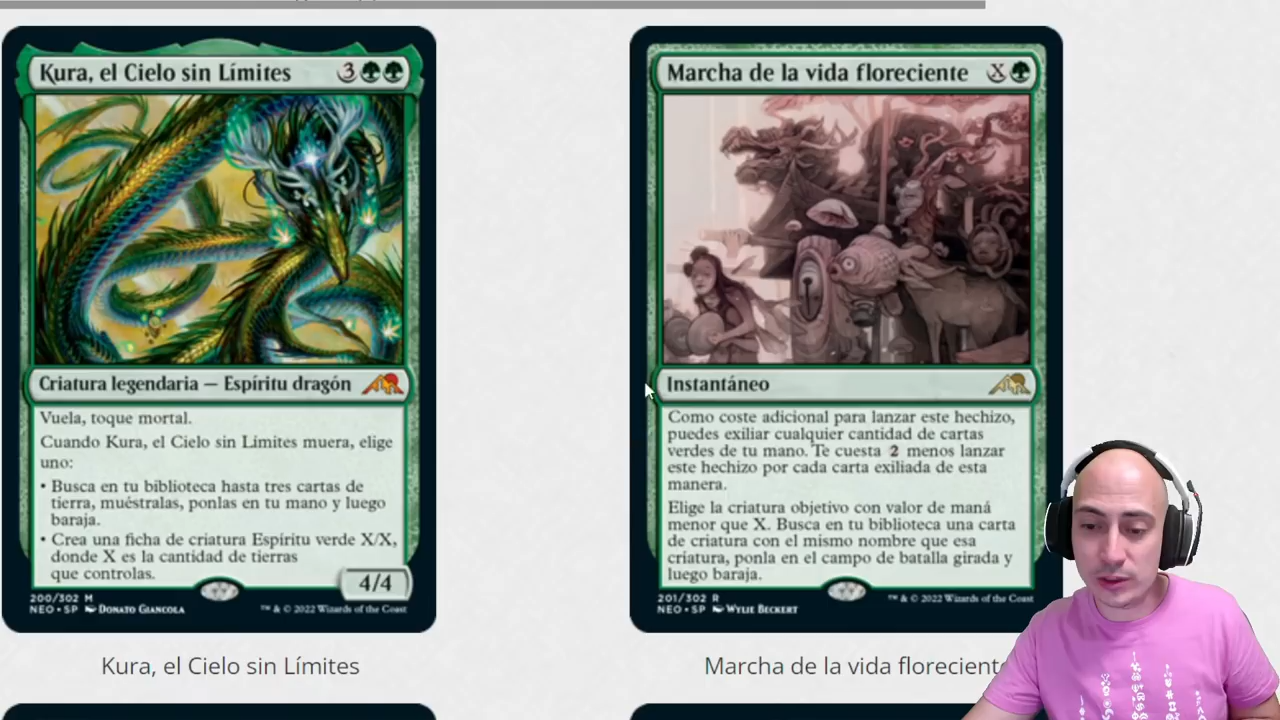 Kura, el Cielo sin Límites
3
Criatura legendaria — Espíritu dragón
Vuela, toque mortal.
Cuando Kura, el Cielo sin Límites muera, elige
uno:
• Busca en tu biblioteca hasta tres cartas de
tierra, muéstralas, ponlas en tu mano y luego
baraja.
• Crea una ficha de criatura Espíritu verde X/X,
donde X es la cantidad de tierras
que controlas.
4/4
200/302 M
NEO • SP DONATO GIANCOLA
™ & © 2022 Wizards of the Coast
Kura, el Cielo sin Límites
Marcha de la vida floreciente
X
Instantáneo
Como coste adicional para lanzar este hechizo,
puedes exiliar cualquier cantidad de cartas
verdes de tu mano. Te cuesta 2 menos lanzar
este hechizo por cada carta exiliada de esta
manera.
Elige la criatura objetivo con valor de maná
menor que X. Busca en tu biblioteca una carta
de criatura con el mismo nombre que esa
criatura, ponla en el campo de batalla girada y
luego baraja.
201/302 R
NEO • SP WYLIE BECKERT
™ & © 2022 Wizards of the Coast
Marcha de la vida floreciente